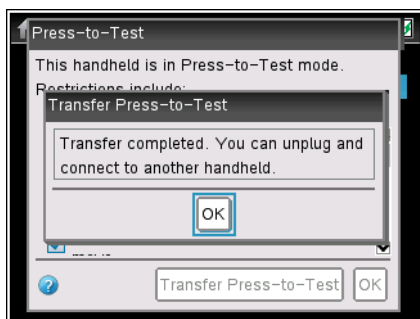 Press-to-Test
This handheld is in Press-to-Test mode.
Restrictions include:
Transfer Press-to-Test
Transfer completed. You can unplug and
connect to another handheld.
OK
Transfer Press-to-Test OK